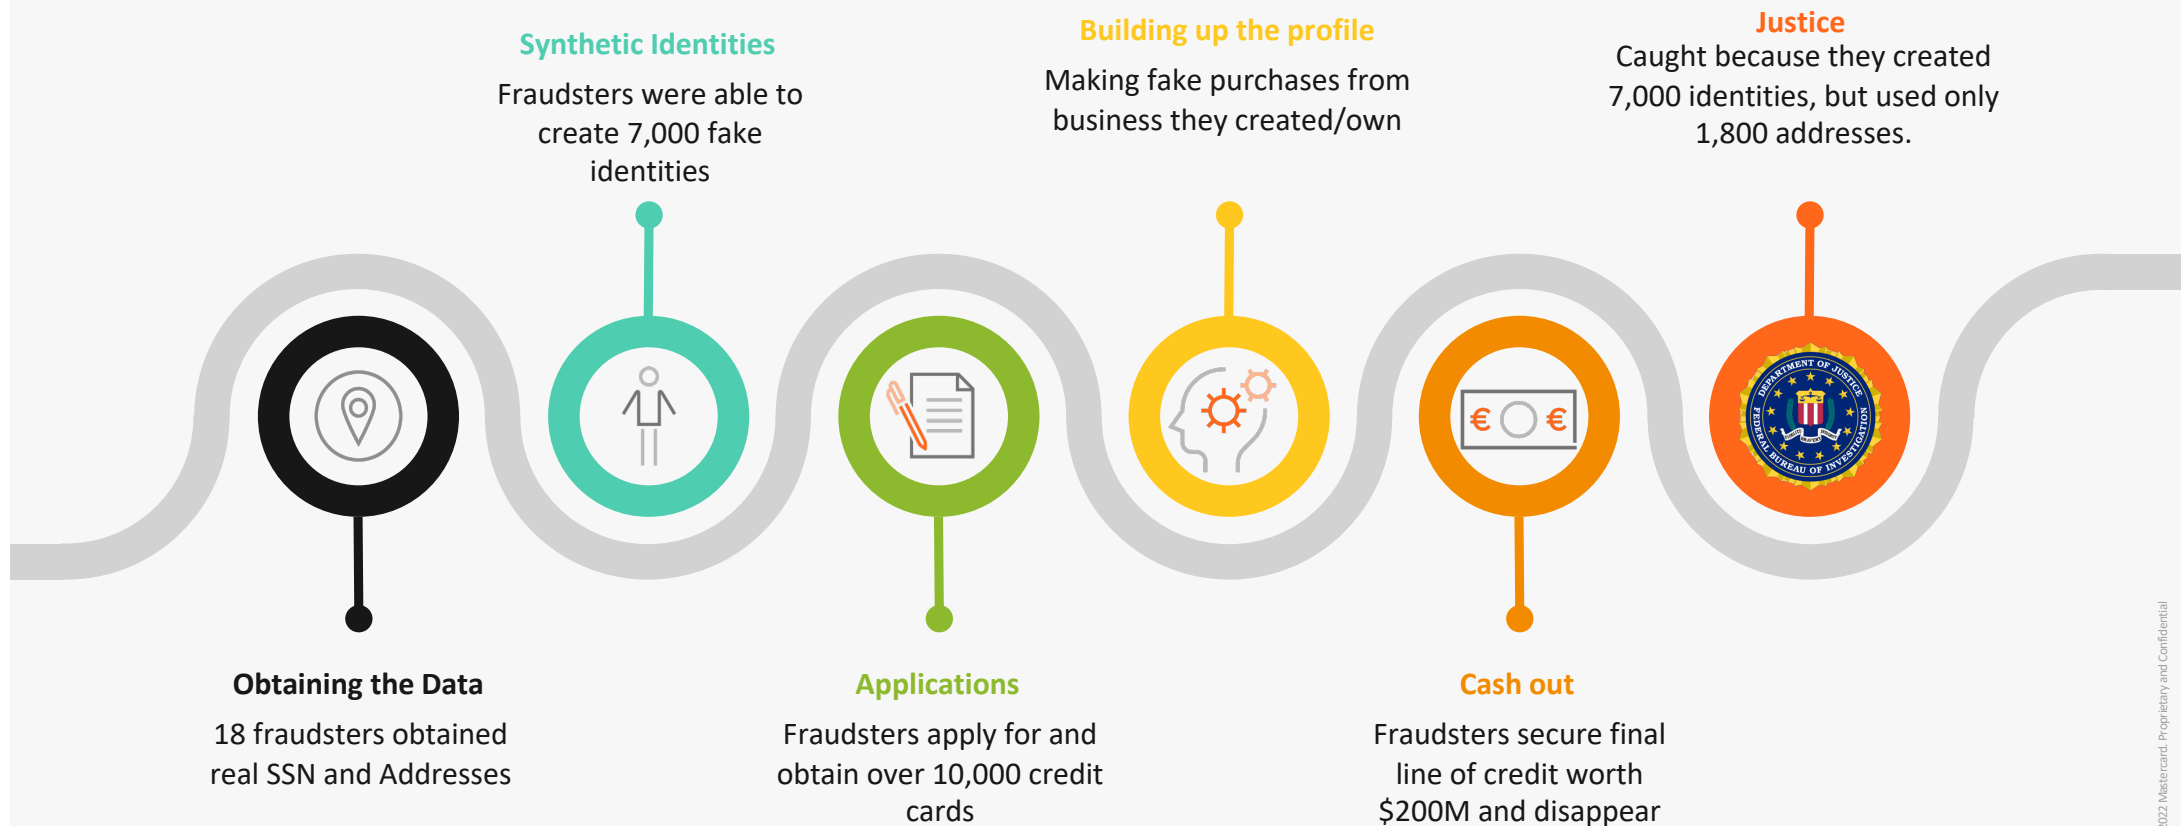 Synthetic Identities
Fraudsters were able to
create 7,000 fake
identities
Building up the profile
Making fake purchases from
business they created/own
Justice
Caught because they created
7,000 identities, but used only
1,800 addresses.
€ €
DEPARTMENT OF JUSTICE
FEDERAL BUREAU OF INVESTIGATION
Obtaining the Data
18 fraudsters obtained
real SSN and Addresses
Applications
Fraudsters apply for and
obtain over 10,000 credit
cards
Cash out
Fraudsters secure final
line of credit worth
$200M and disappear
2022 Mastercard. Proprietary and Confidential